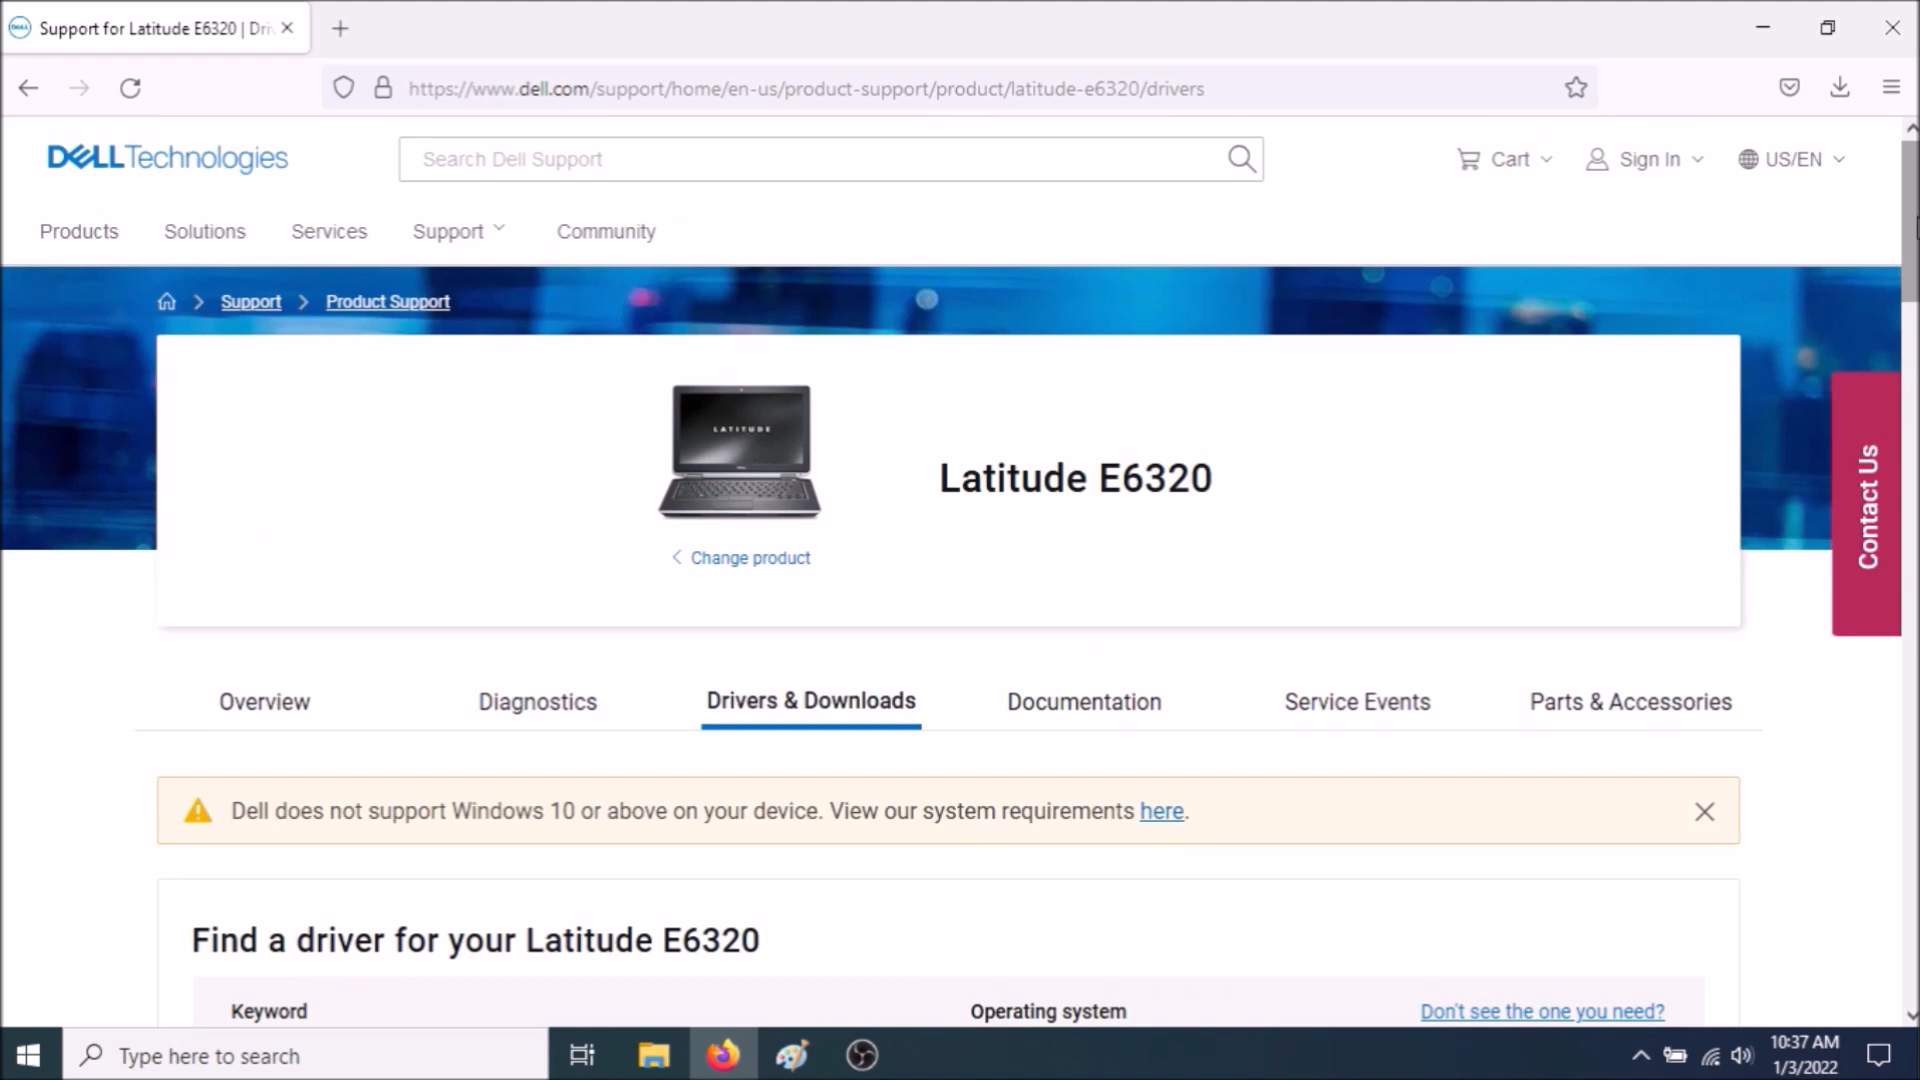 Support for Latitude E6320 | Dri
https://www.dell.com/support/home/en-us/product-support/product/latitude-e6320/drivers
DELL Technologies
Search Dell Support
Cart
Sign In
US/EN
Products
Solutions
Services
Support
Community
Support
Product Support
LATITUDE
Latitude E6320
Change product
Contact Us
Overview
Diagnostics
Drivers & Downloads
Documentation
Service Events
Parts & Accessories
Dell does not support Windows 10 or above on your device. View our system requirements here.
Find a driver for your Latitude E6320
Keyword
Operating system
Don't see the one you need?
Type here to search
10:37 AM
1/3/2022